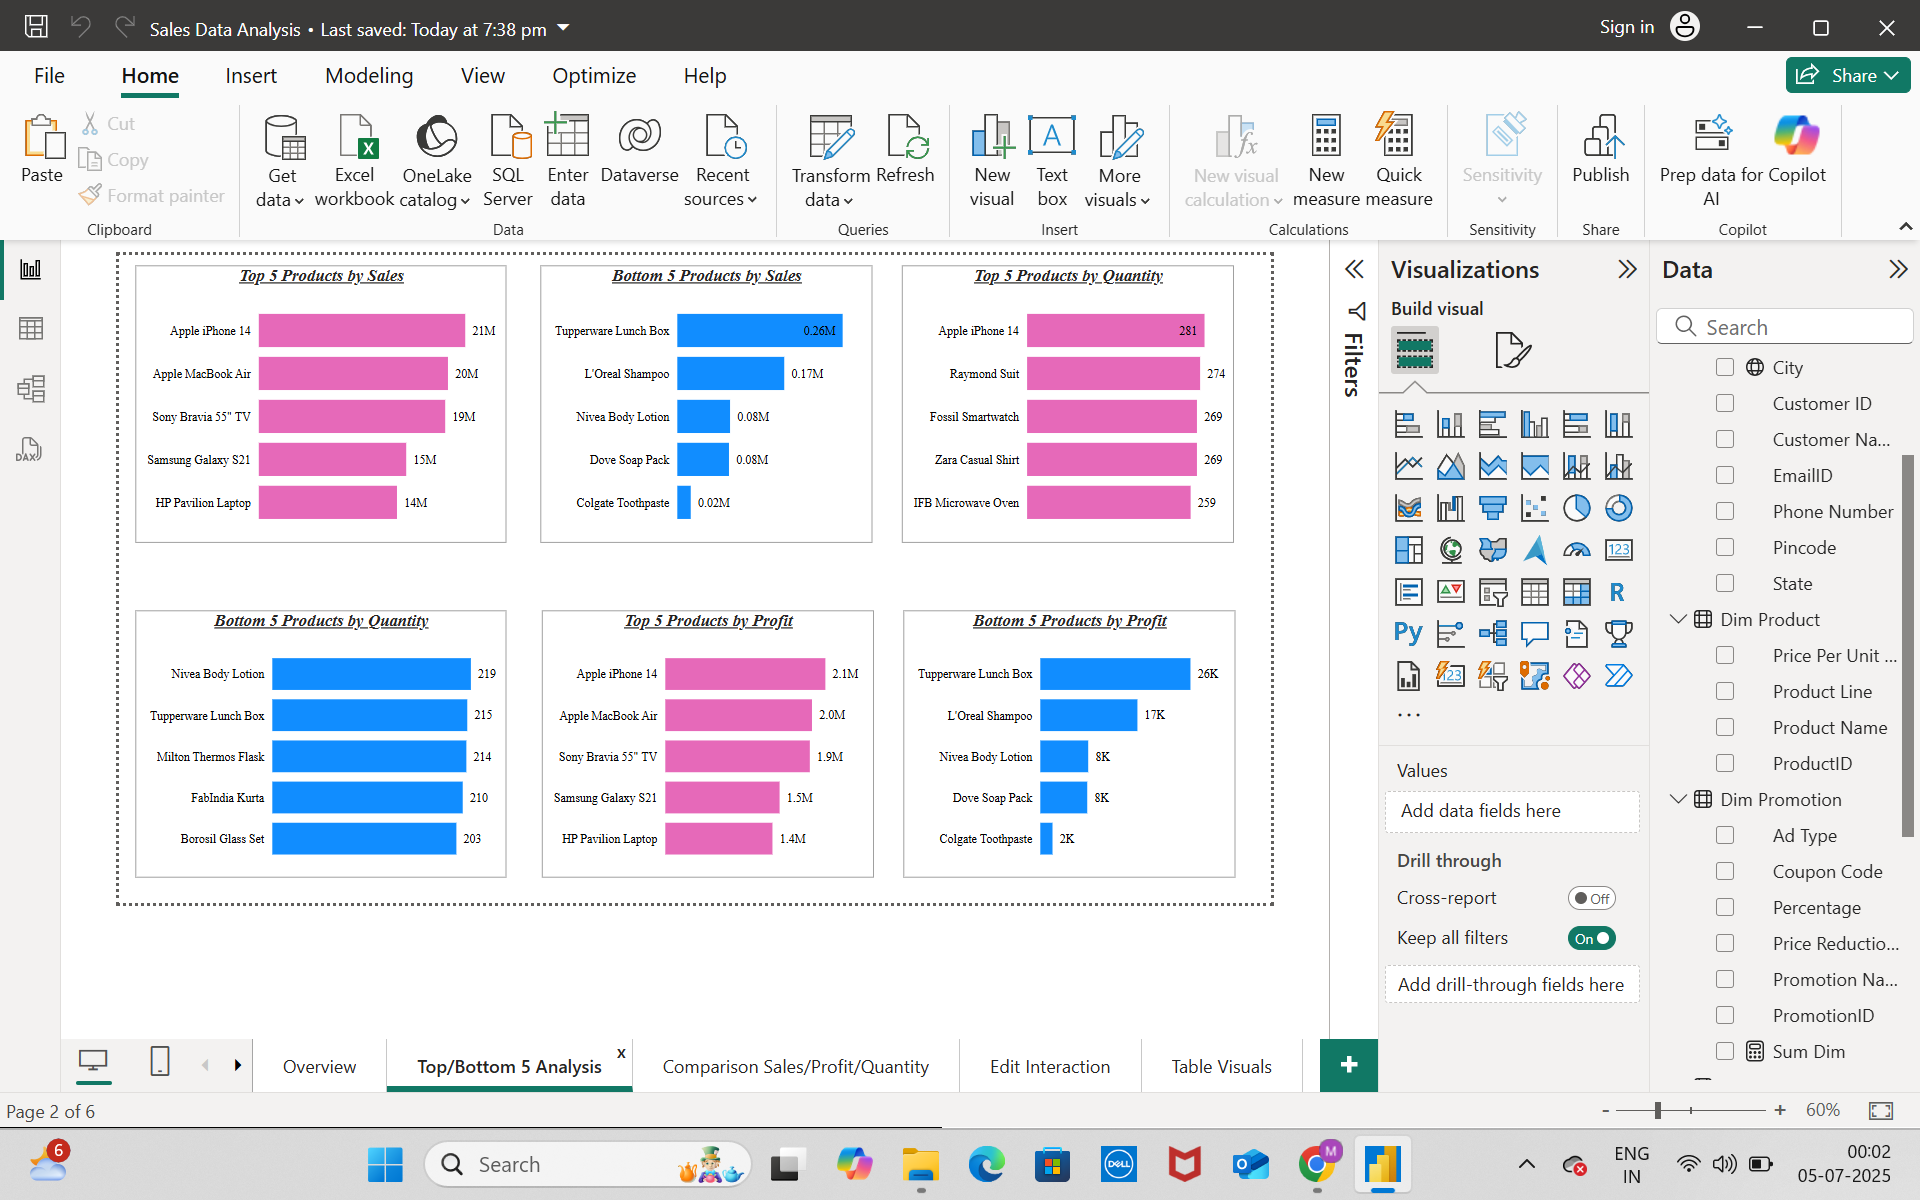 Sales Data Analysis • Last saved: Today at 7:38 pm
Sign in
File
Home
Insert
Modeling
View
Optimize
Help
Share
Paste
Cut
Copy
Format painter
Clipboard
Get data
Excel workbook
OneLake catalog
SQL Server
Enter data
Dataverse
Recent sources
Data
Transform data
Refresh
Queries
New visual
Text box
More visuals
Insert
New visual calculation
New measure
Quick measure
Calculations
Sensitivity
Sensitivity
Publish
Share
Prep data for AI
Copilot
Copilot
Top 5 Products by Sales
Apple iPhone 14 21M
Apple MacBook Air 20M
Sony Bravia 55" TV 19M
Samsung Galaxy S21 15M
HP Pavilion Laptop 14M
Bottom 5 Products by Sales
Tupperware Lunch Box 0.26M
L'Oreal Shampoo 0.17M
Nivea Body Lotion 0.08M
Dove Soap Pack 0.08M
Colgate Toothpaste 0.02M
Top 5 Products by Quantity
Apple iPhone 14 281
Raymond Suit 274
Fossil Smartwatch 269
Zara Casual Shirt 269
IFB Microwave Oven 259
Bottom 5 Products by Quantity
Nivea Body Lotion 219
Tupperware Lunch Box 215
Milton Thermos Flask 214
FabIndia Kurta 210
Borosil Glass Set 203
Top 5 Products by Profit
Apple iPhone 14 2.1M
Apple MacBook Air 2.0M
Sony Bravia 55" TV 1.9M
Samsung Galaxy S21 1.5M
HP Pavilion Laptop 1.4M
Bottom 5 Products by Profit
Tupperware Lunch Box 26K
L'Oreal Shampoo 17K
Nivea Body Lotion 8K
Dove Soap Pack 8K
Colgate Toothpaste 2K
Filters
Visualizations
Build visual
123
R
Py
123
...
Values
Add data fields here
Drill through
Cross-report
Off
Keep all filters
On
Add drill-through fields here
Data
Search
City
Customer ID
Customer Na...
EmailID
Phone Number
Pincode
State
Dim Product
Price Per Unit ...
Product Line
Product Name
ProductID
Dim Promotion
Ad Type
Coupon Code
Percentage
Price Reductio...
Promotion Na...
PromotionID
Sum Dim
DAX
Overview
Top/Bottom 5 Analysis
x
Comparison Sales/Profit/Quantity
Edit Interaction
Table Visuals
+
Page 2 of 6
- + 60%
6
Search
DELL
M
ENG
IN
00:02
05-07-2025